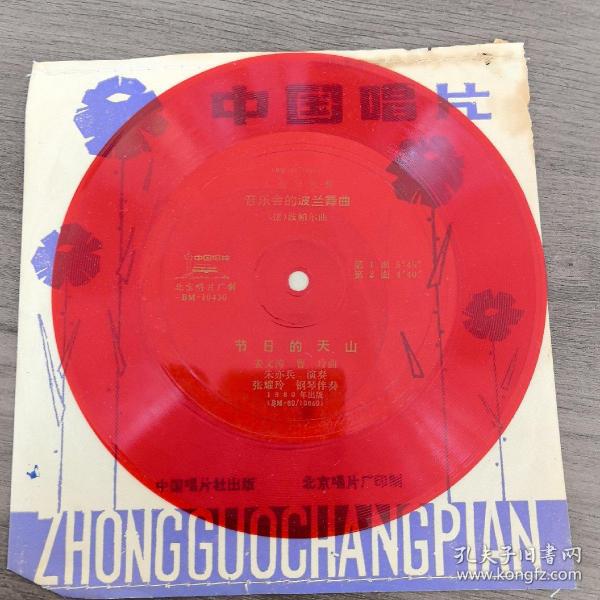 中国唱片
音乐会的波兰舞曲
中国唱片
北京唱片厂制
BM-10430
第1面 5′45″
第2面 4′40″
节日的天山
朱亦兵 演奏
张耀玲 钢琴伴奏
1980年出版
中国唱片社出版 北京唱片厂印制
ZHONGGUOCHANGPIAN
孔夫子旧书网
www.kongfz.com